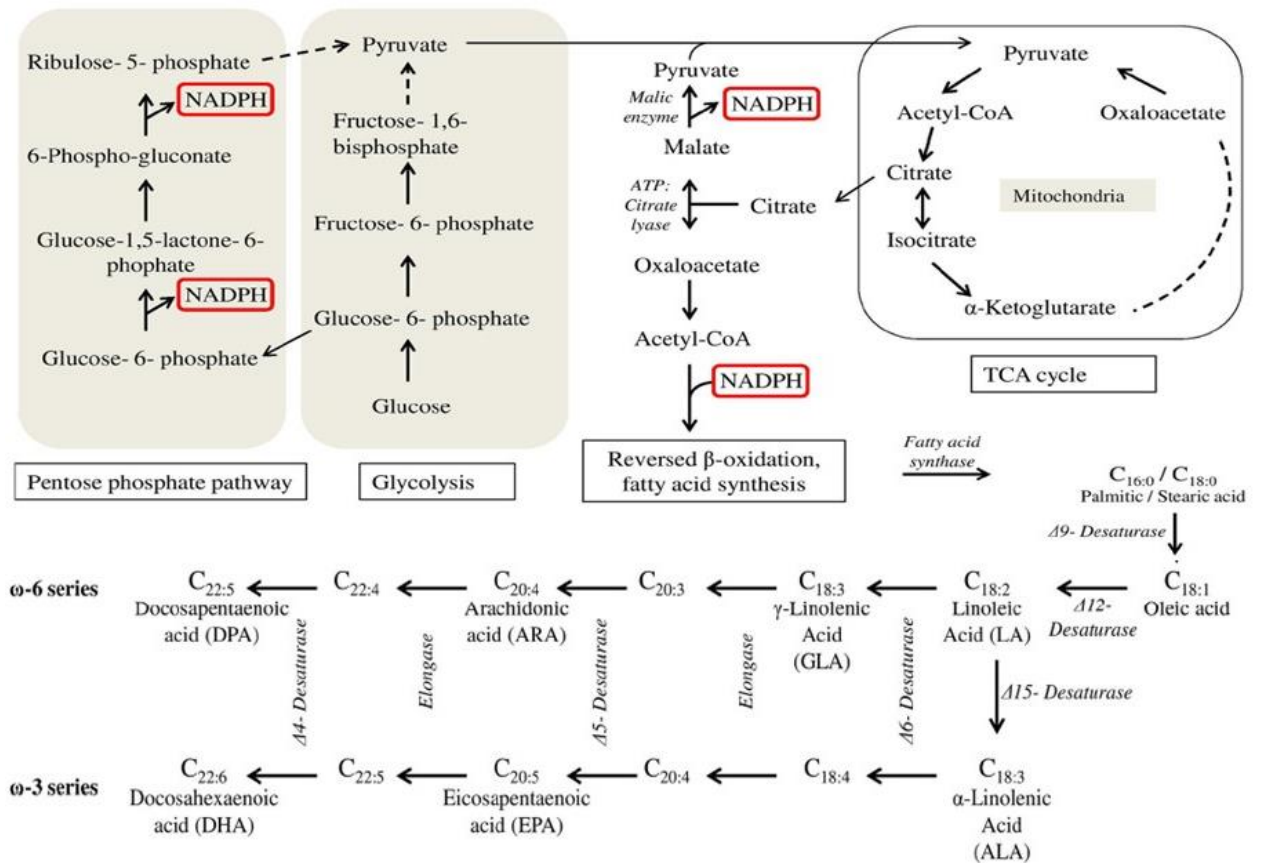 Ribulose- 5- phosphate
NADPH
6-Phospho-gluconate
Glucose-1,5-lactone- 6-
phophate
NADPH
Glucose- 6- phosphate
Pentose phosphate pathway
Pyruvate
Fructose- 1,6-
bisphosphate
Fructose- 6- phosphate
Glucose- 6- phosphate
Glucose
Glycolysis
Pyruvate
Malic
enzyme
NADPH
Malate
ATP:
Citrate
lyase
Citrate
Oxaloacetate
Acetyl-CoA
NADPH
Reversed β-oxidation,
fatty acid synthesis
Pyruvate
Acetyl-CoA
Oxaloacetate
Citrate
Mitochondria
Isocitrate
α-Ketoglutarate
TCA cycle
Fatty acid
synthase
C16:0 / C18:0
Palmitic / Stearic acid
Δ9- Desaturase
ω-6 series
C22:5
Docosapentaenoic
acid (DPA)
C22:4
C20:4
Arachidonic
acid (ARA)
C20:3
C18:3
γ-Linolenic
Acid
(GLA)
C18:2
Linoleic
Acid (LA)
C18:1
Oleic acid
Δ12-
Desaturase
Δ4- Desaturase
Elongase
Δ5- Desaturase
Elongase
Δ6- Desaturase
Δ15- Desaturase
ω-3 series
C22:6
Docosahexaenoic
acid (DHA)
C22:5
C20:5
Eicosapentaenoic
acid (EPA)
C20:4
C18:4
C18:3
α-Linolenic
Acid
(ALA)